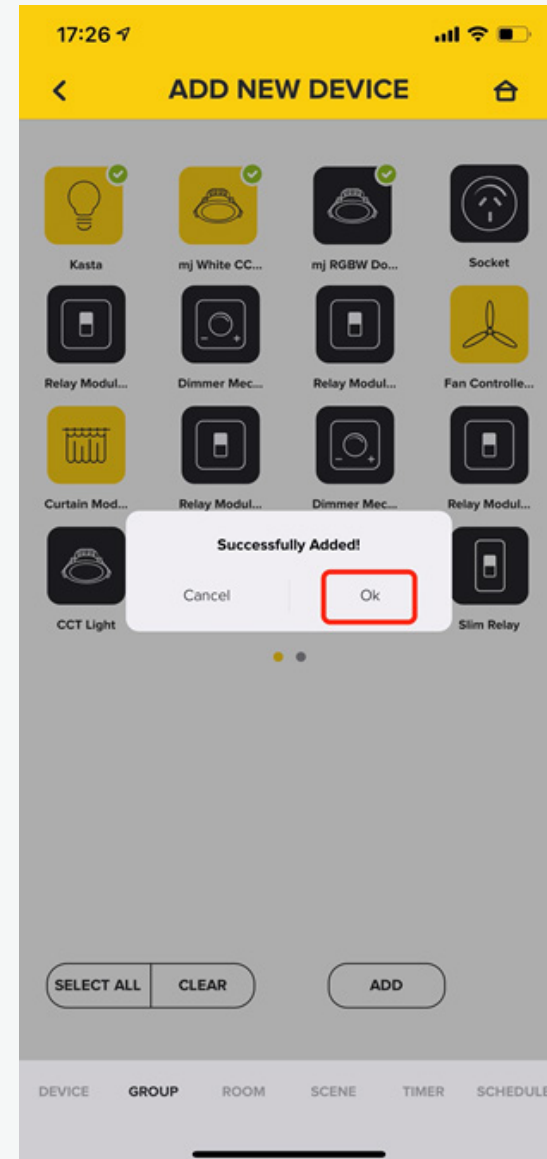 17:26
ADD NEW DEVICE
Kasta
mj White CC...
mj RGBW Do...
Socket
Relay Modul...
Dimmer Mec...
Relay Modul...
Fan Controlle...
Curtain Mod...
Relay Modul...
Dimmer Mec...
Relay Modul...
Successfully Added!
Cancel
Ok
CCT Light
Slim Relay
SELECT ALL
CLEAR
ADD
DEVICE
GROUP
ROOM
SCENE
TIMER
SCHEDULE